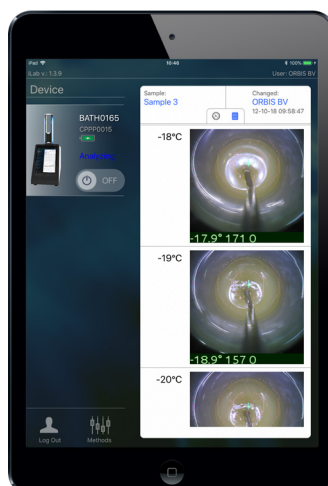 iPad 10:46 100%
iLab v.: 1.3.9 User: ORBIS BV
Device
BATH0165
CPPP0015
Analyzing
OFF
Log Out Methods
Sample: Changed:
Sample 3 ORBIS BV
12-10-18 09:58:47
-18°C
-17.9° 171 0
-19°C
-18.9° 157 0
-20°C